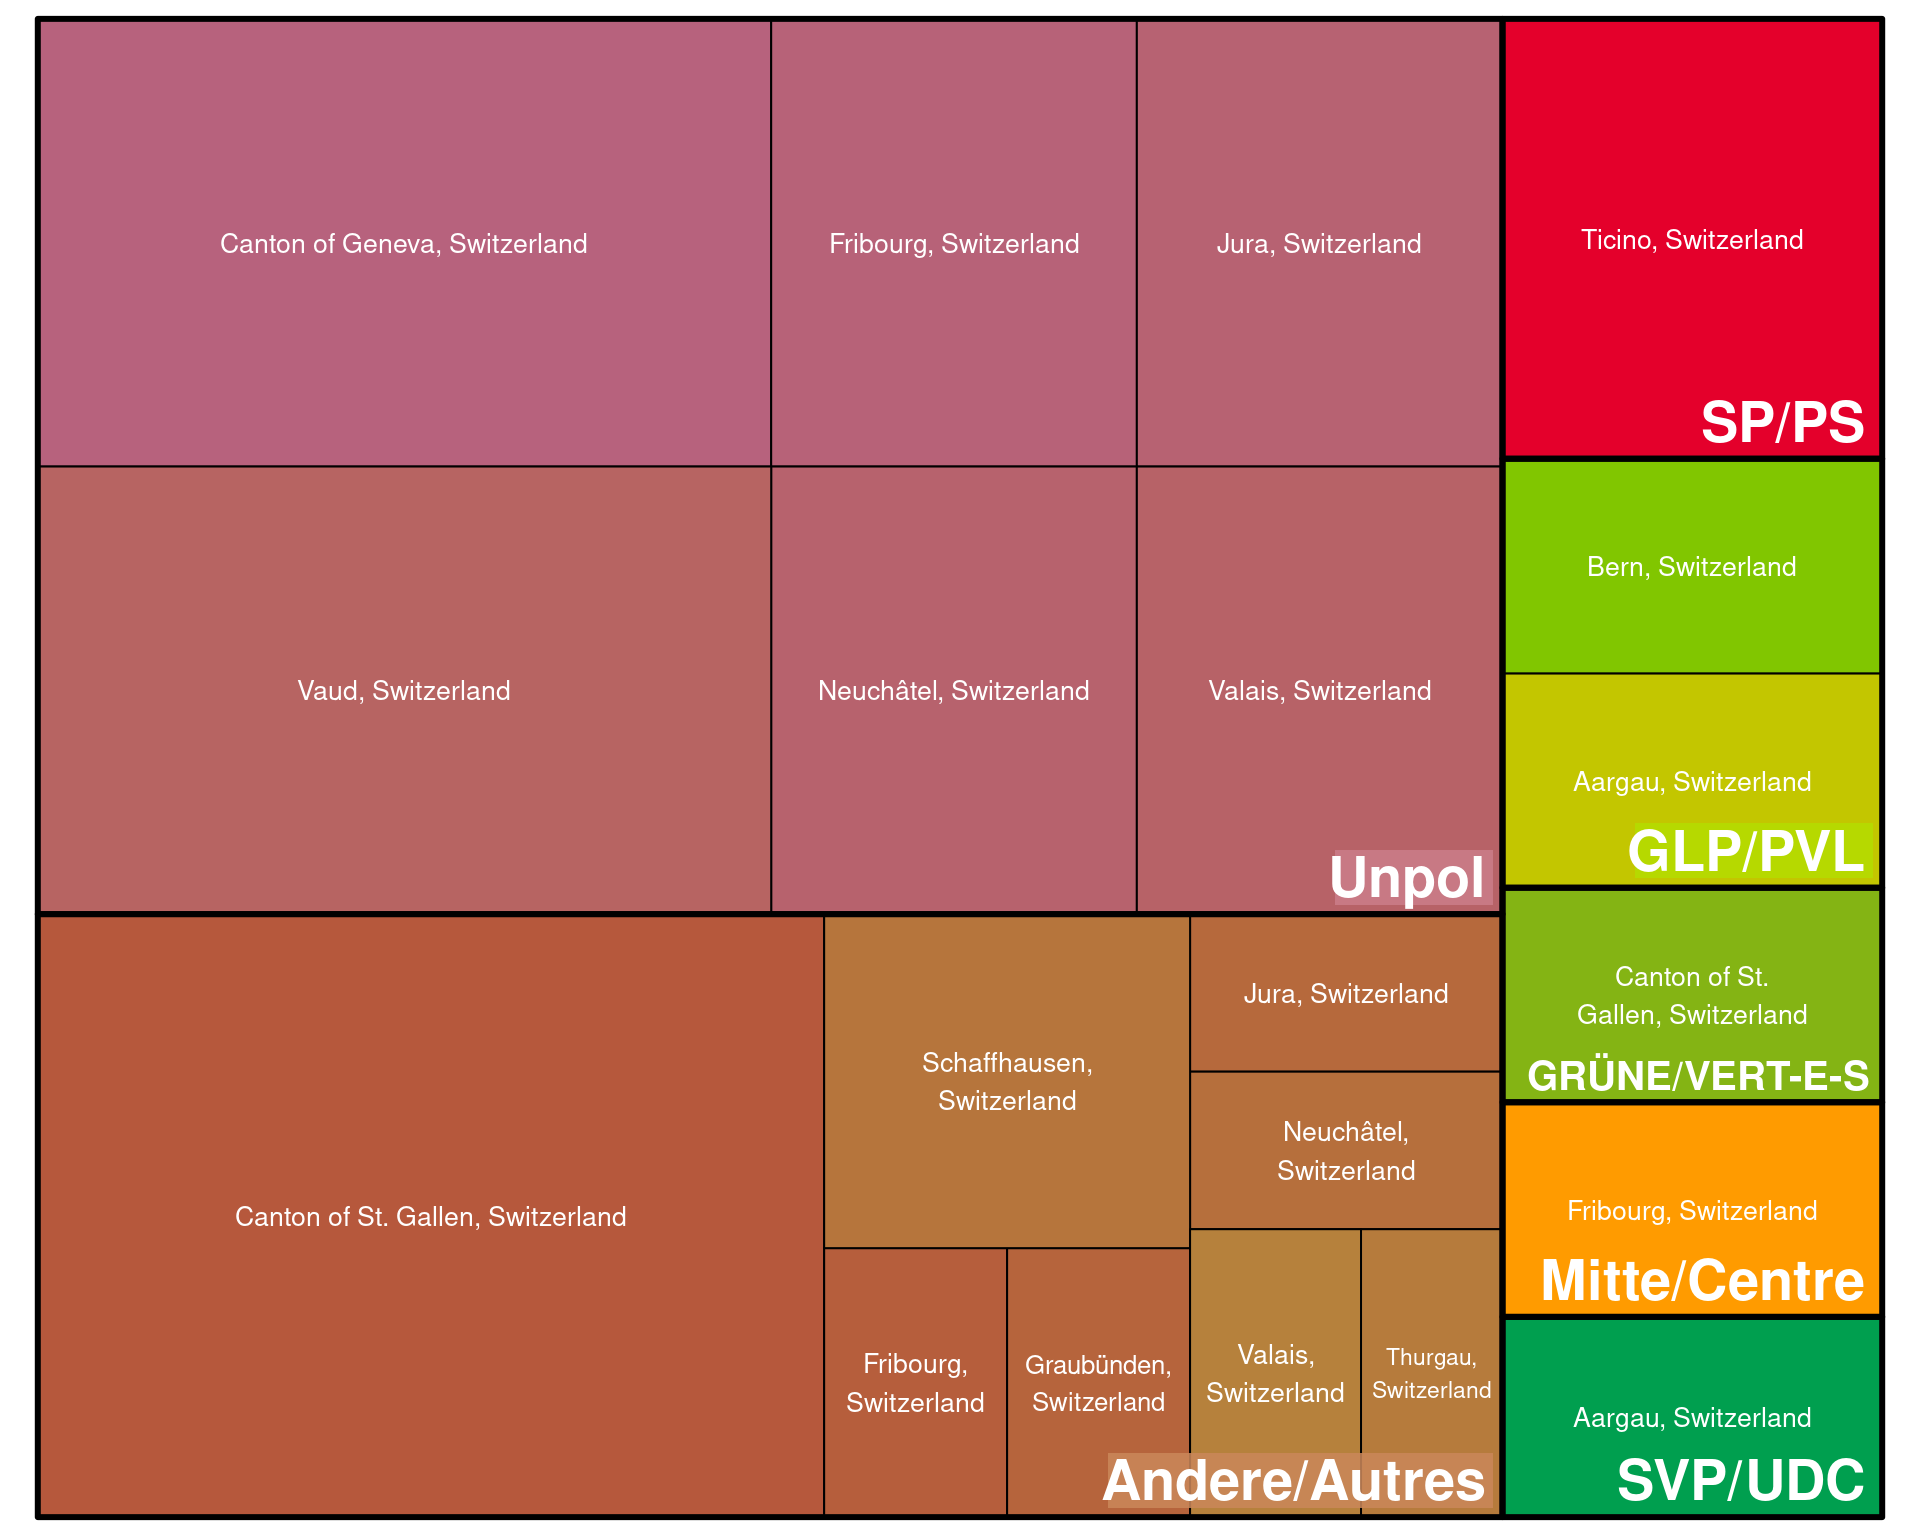 Canton of Geneva, Switzerland
Fribourg, Switzerland
Jura, Switzerland
Vaud, Switzerland
Neuchâtel, Switzerland
Valais, Switzerland
Unpol
Canton of St. Gallen, Switzerland
Schaffhausen,
Switzerland
Fribourg,
Switzerland
Graubünden,
Switzerland
Jura, Switzerland
Neuchâtel,
Switzerland
Valais,
Switzerland
Thurgau,
Switzerland
Andere/Autres
Ticino, Switzerland
SP/PS
Bern, Switzerland
Aargau, Switzerland
GLP/PVL
Canton of St.
Gallen, Switzerland
GRÜNE/VERT-E-S
Fribourg, Switzerland
Mitte/Centre
Aargau, Switzerland
SVP/UDC